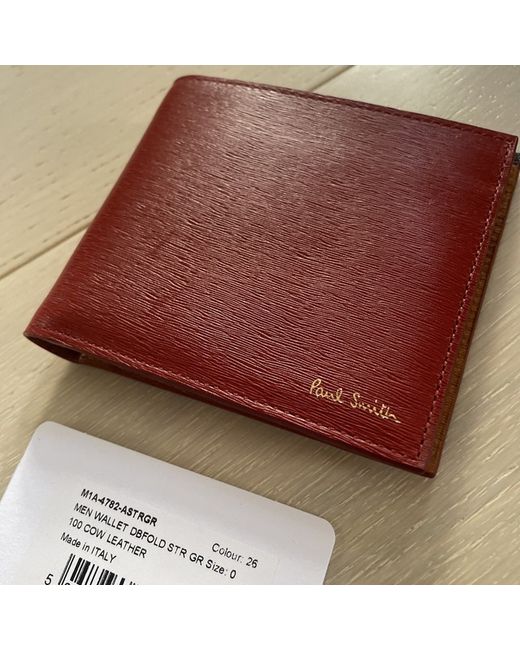 Paul Smith
M1A-4782-ASTRGR
MEN WALLET DBFOLD STR GR Size: 0
100 COW LEATHER Colour: 26
Made in ITALY
5